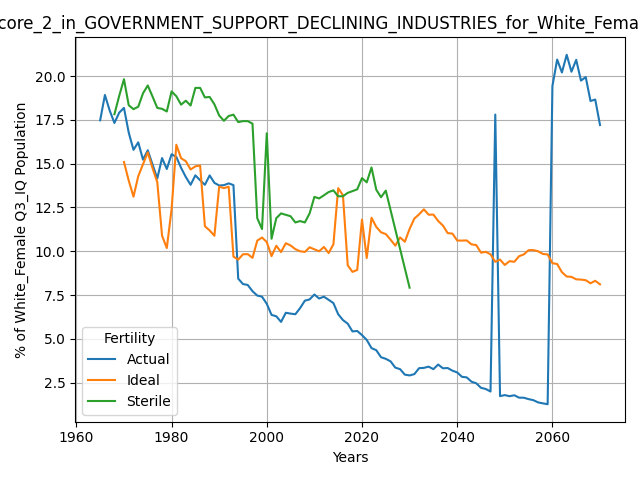 core_2_in_GOVERNMENT_SUPPORT_DECLINING_INDUSTRIES_for_White_Fema
% of White_Female Q3_IQ Population
20.0
17.5
15.0
12.5
10.0
7.5
5.0
2.5
Fertility
Actual
Ideal
Sterile
1960 1980 2000 2020 2040 2060
Years